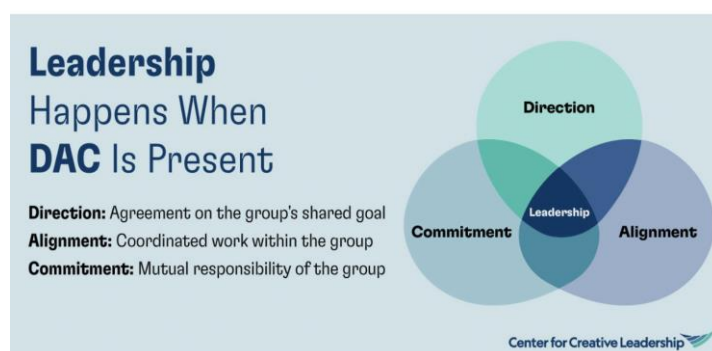 Leadership
Happens When
DAC Is Present
Direction: Agreement on the group's shared goal
Alignment: Coordinated work within the group
Commitment: Mutual responsibility of the group
Direction
Leadership
Commitment
Alignment
Center for Creative Leadership